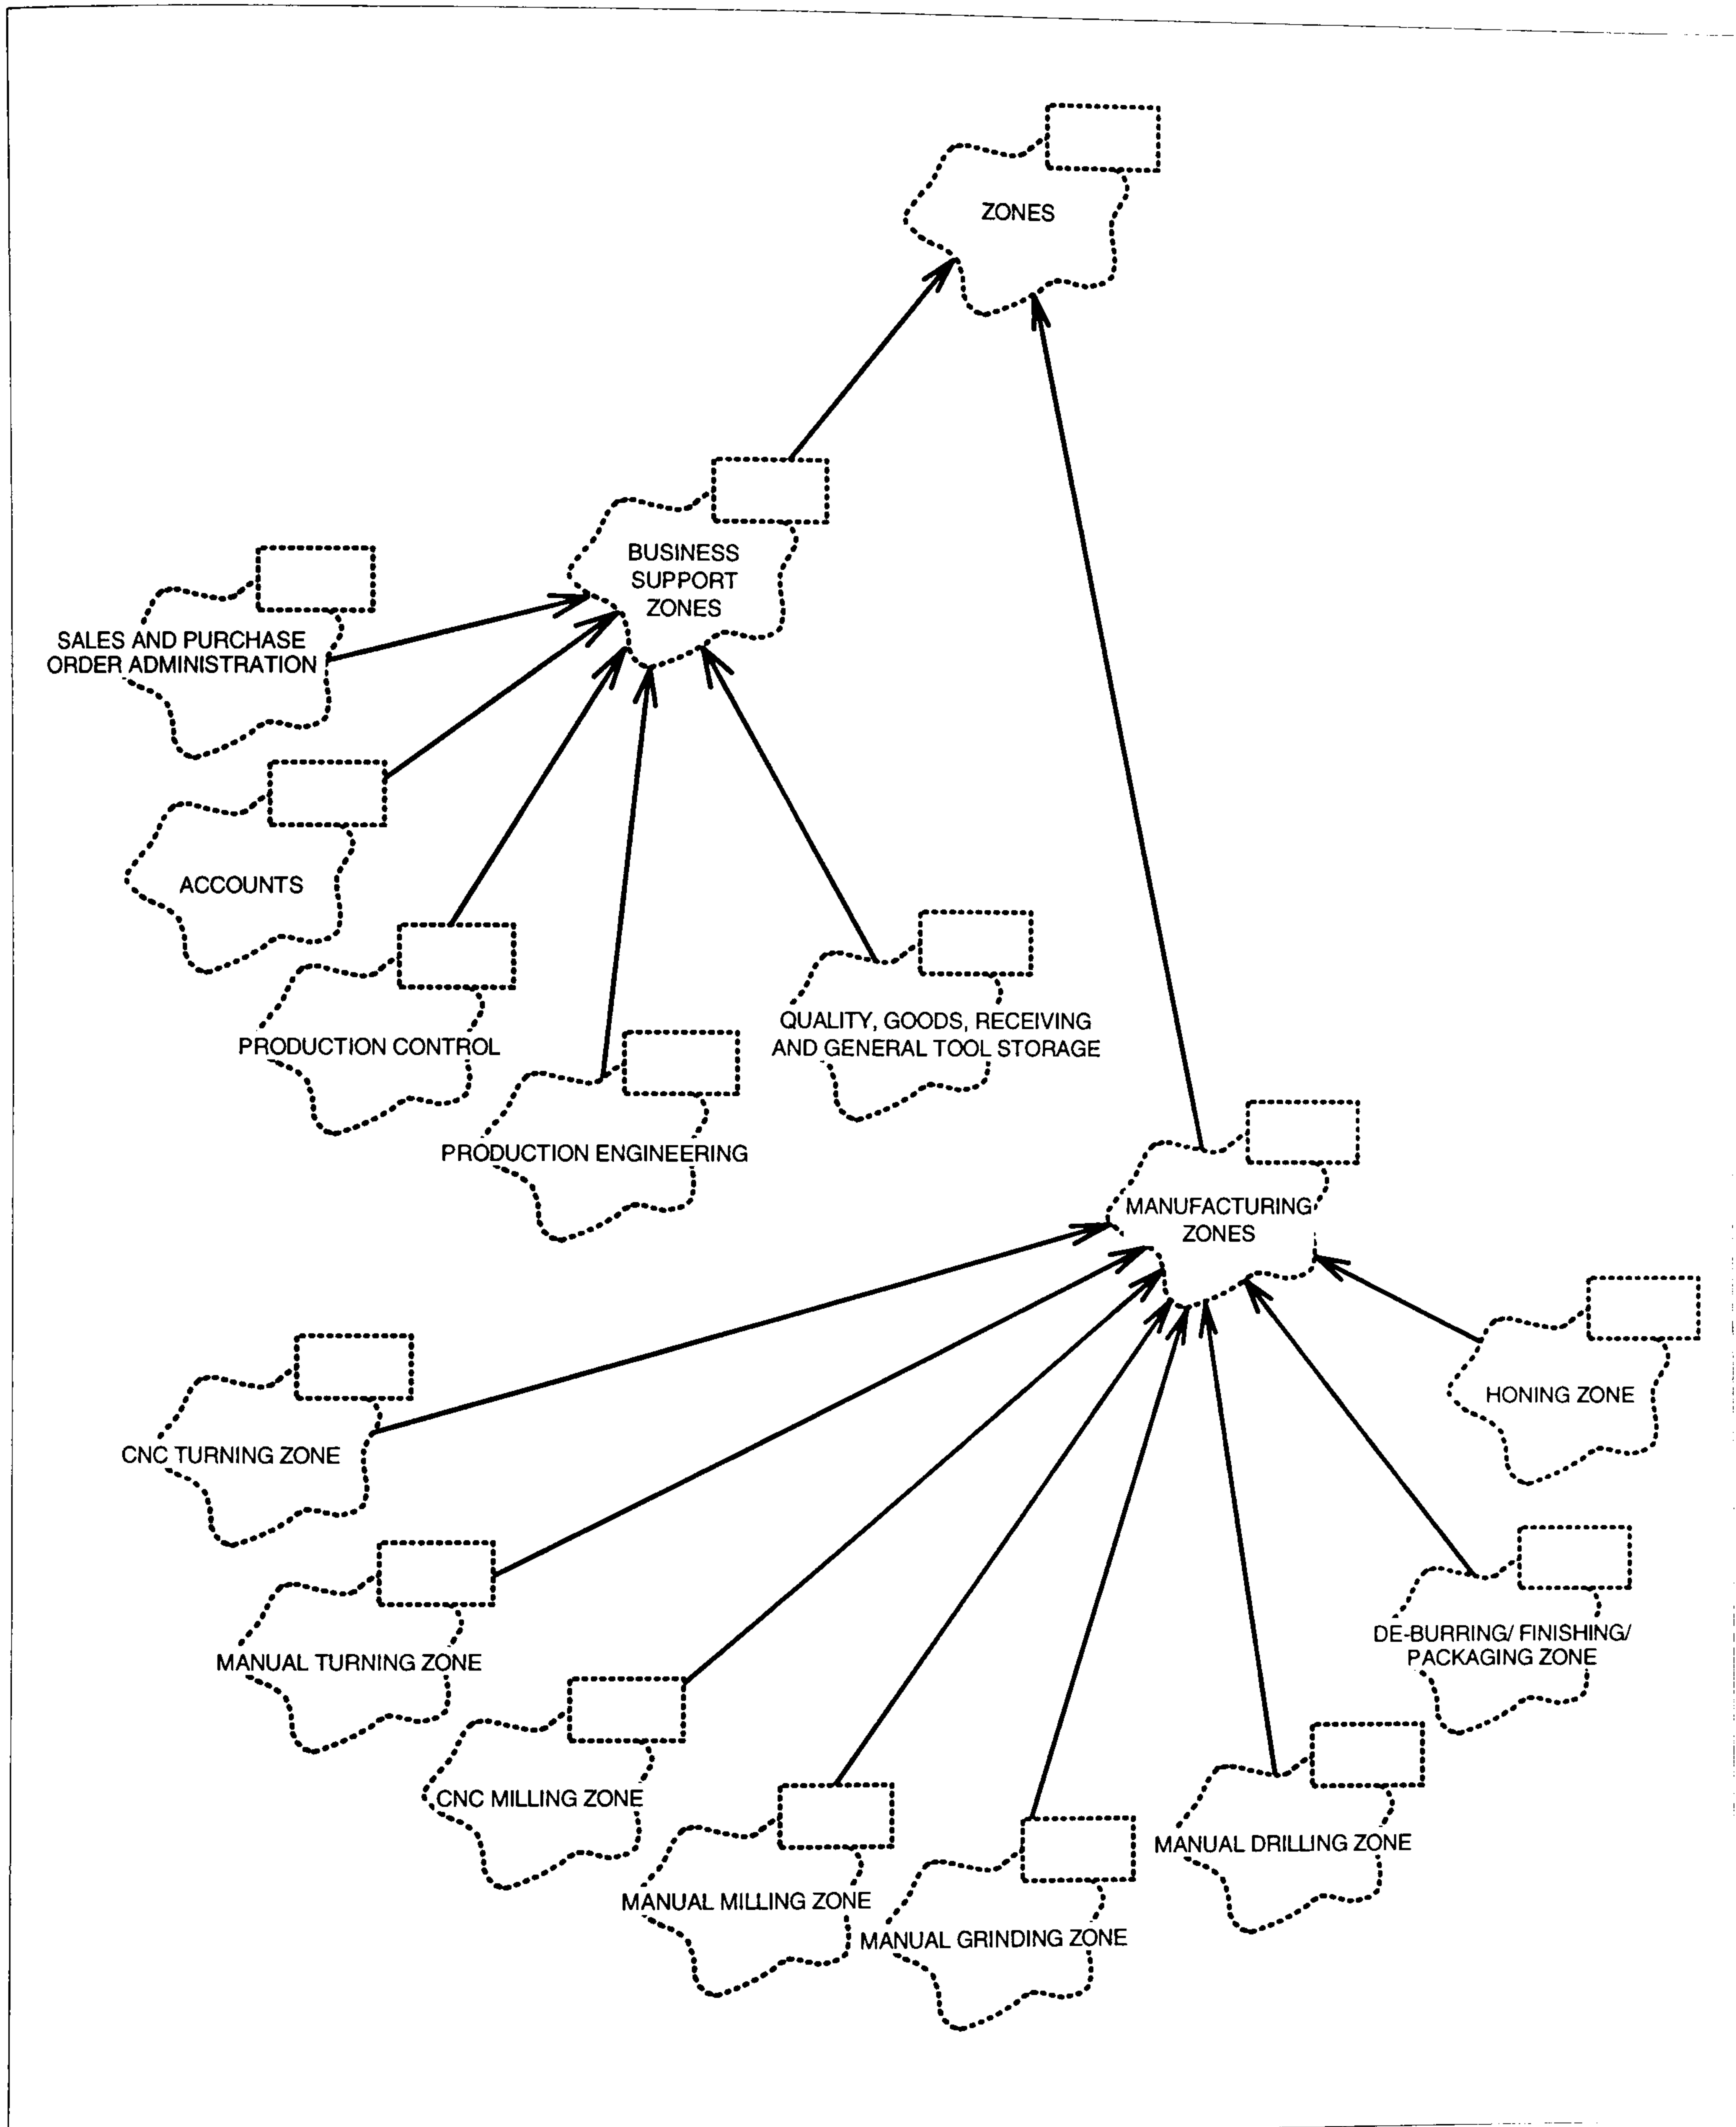 ZONES
BUSINESS
SUPPORT
ZONES
SALES AND PURCHASE
ORDER ADMINISTRATION
ACCOUNTS
PRODUCTION CONTROL
QUALITY, GOODS, RECEIVING
AND GENERAL TOOL STORAGE
PRODUCTION ENGINEERING
MANUFACTURING
ZONES
HONING ZONE
CNC TURNING ZONE
DE-BURRING/ FINISHING/
PACKAGING ZONE
MANUAL TURNING ZONE
CNC MILLING ZONE
MANUAL DRILLING ZONE
MANUAL MILLING ZONE
MANUAL GRINDING ZONE